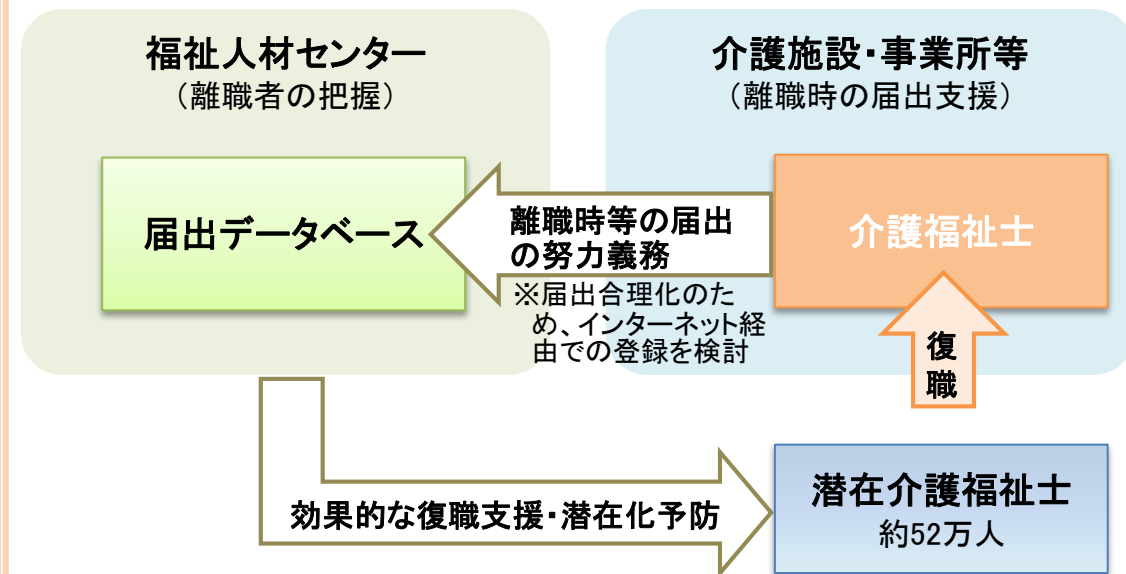 福祉人材センター
（離職者の把握）
介護施設・事業所等
（離職時の届出支援）
届出データベース
離職時等の届出
の努力義務
介護福祉士
※届出合理化のた
め、インターネット経
由での登録を検討
復
職
効果的な復職支援・潜在化予防
潜在介護福祉士
約52万人